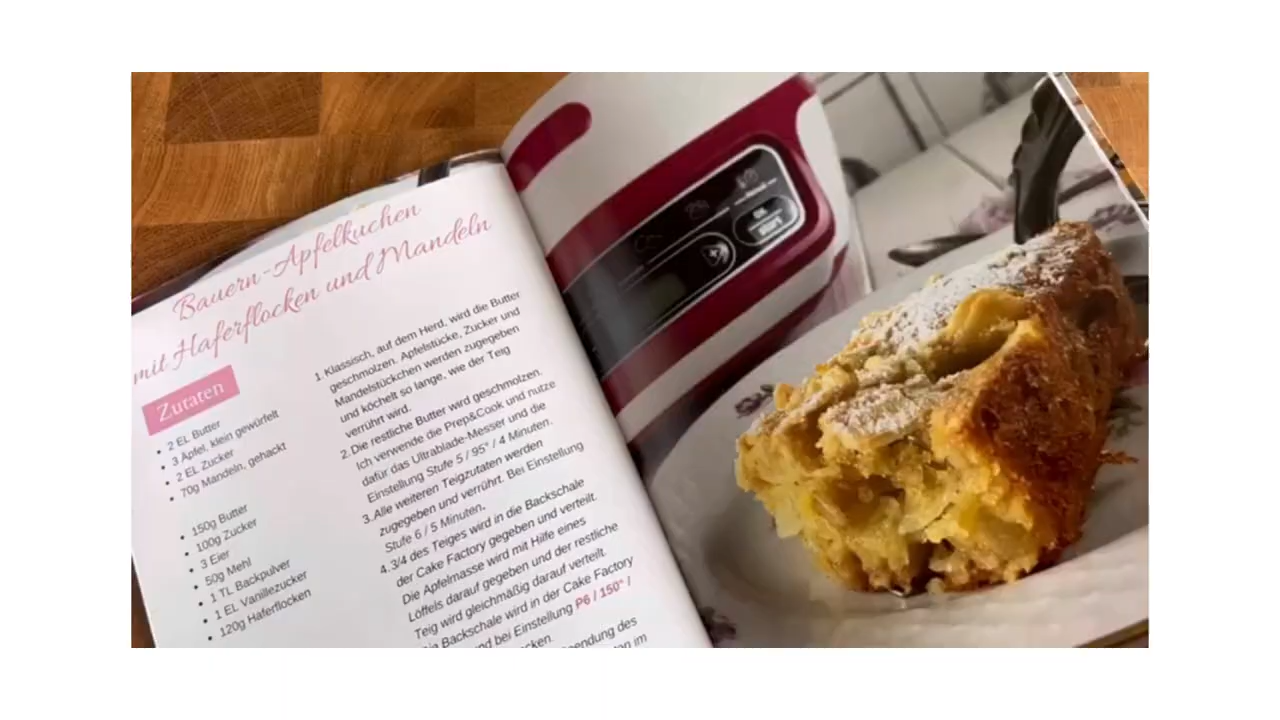 Bauern-Apfelkuchen
mit Haferflocken und Mandeln
Zutaten
• 2 EL Butter
• 3 Äpfel, klein gewürfelt
• 2 EL Zucker
• 70g Mandeln, gehackt
• 150g Butter
• 100g Zucker
• 3 Eier
• 50g Mehl
• 1 TL Backpulver
• 1 EL Vanillezucker
• 120g Haferflocken
1. Klassisch, auf dem Herd, wird die Butter
geschmolzen. Apfelstücke, Zucker und
Mandelstückchen werden zugegeben
und köchelt so lange, wie der Teig
verrührt wird.
2. Die restliche Butter wird geschmolzen.
Ich verwende die Prep&Cook und nutze
dafür das Ultrablade-Messer und die
Einstellung Stufe 5 / 95° / 4 Minuten.
3. Alle weiteren Teigzutaten werden
zugegeben und verrührt. Bei Einstellung
Stufe 6 / 5 Minuten.
4. 3/4 des Teiges wird in die Backschale
der Cake Factory gegeben und verteilt.
Die Apfelmasse wird mit Hilfe eines
Löffels darauf gegeben und der restliche
Teig wird gleichmäßig darauf verteilt.
Backschale wird in der Cake Factory
und bei Einstellung P6 / 150° /
des
im
OK
START